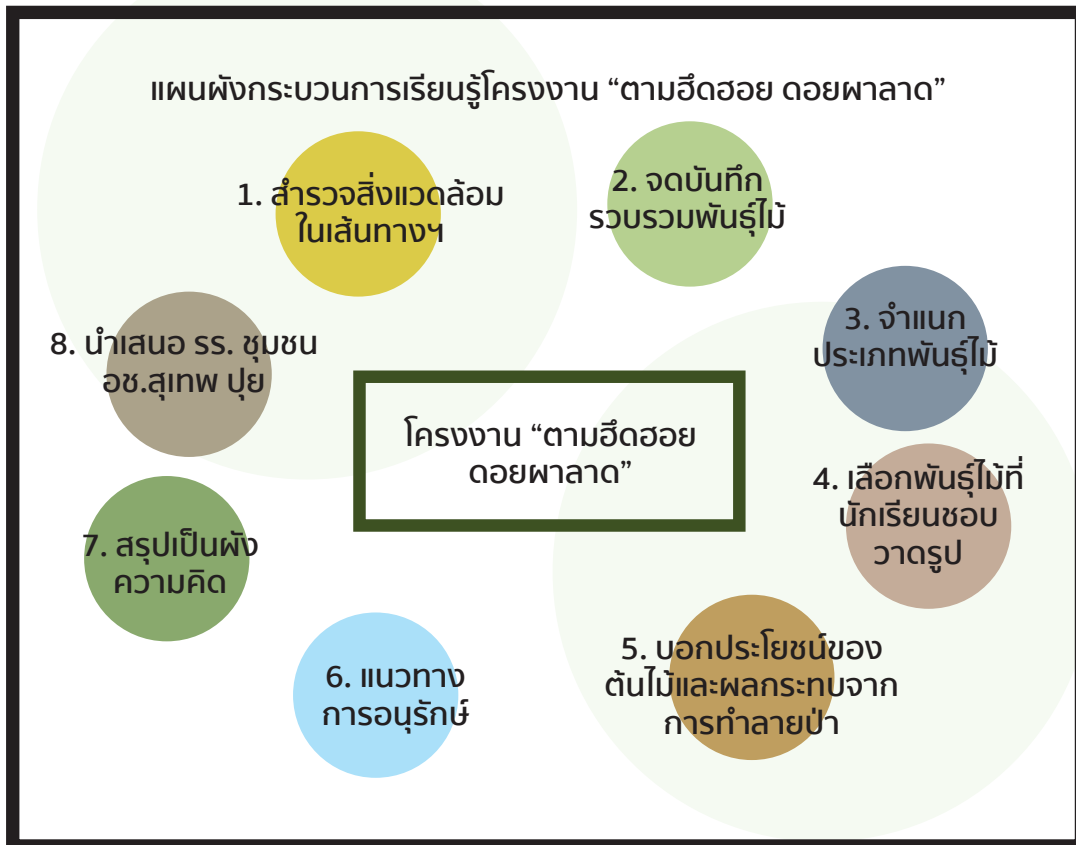 แผนผังกระบวนการเรียนรู้โครงงาน “ตามฮีดฮอย ดอยผาลาด”
1. สำรวจสิ่งแวดล้อม
ในเส้นทางฯ
2. จดบันทึก
รวบรวมพันธุ์ไม้
3. จำแนก
ประเภทพันธุ์ไม้
4. เลือกพันธุ์ไม้ที่
นักเรียนชอบ
วาดรูป
5. บอกประโยชน์ของ
ต้นไม้และผลกระทบจาก
การทำลายป่า
6. แนวทาง
การอนุรักษ์
7. สรุปเป็นผัง
ความคิด
8. นำเสนอ รร. ชุมชน
อช.สุเทพ ปุย
โครงงาน “ตามฮีดฮอย
ดอยผาลาด”